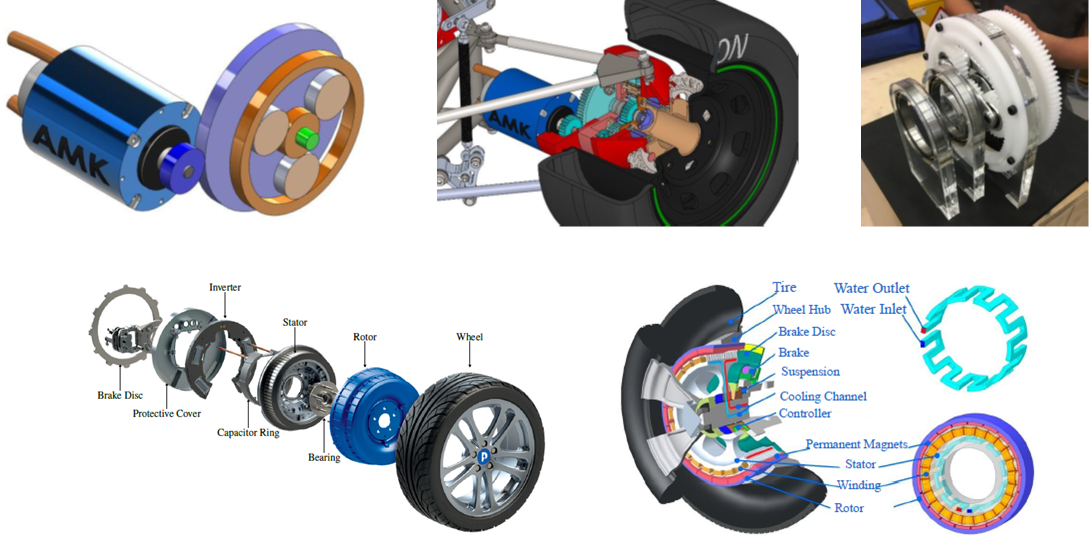 AMK
AMK
ON
Inverter
Stator
Rotor
Wheel
Brake Disc
Protective Cover
Capacitor Ring
Bearing
P
Tire
Wheel Hub
Brake Disc
Brake
Suspension
Cooling Channel
Controller
Permanent Magnets
Stator
Winding
Rotor
Water Outlet
Water Inlet